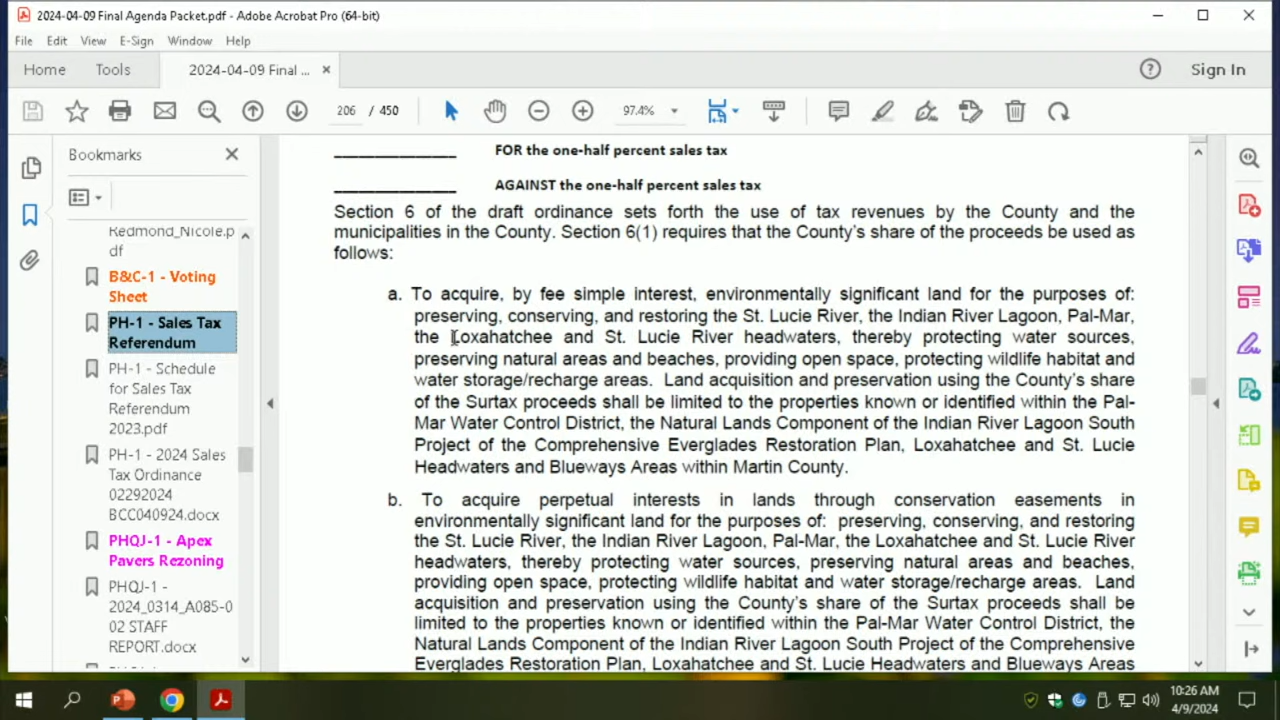 2024-04-09 Final Agenda Packet.pdf - Adobe Acrobat Pro (64-bit)
File Edit View E-Sign Window Help
Home Tools 2024-04-09 Final ... × Sign In
206 / 450 97.4%
Bookmarks
Redmond_Nicole.p
df
B&C-1 - Voting
Sheet
PH-1 - Sales Tax
Referendum
PH-1 - Schedule
for Sales Tax
Referendum
2023.pdf
PH-1 - 2024 Sales
Tax Ordinance
02292024
BCC040924.docx
PHQJ-1 - Apex
Pavers Rezoning
PHQJ-1 -
2024_0314_A085-0
02 STAFF
REPORT.docx
FOR the one-half percent sales tax
AGAINST the one-half percent sales tax
Section 6 of the draft ordinance sets forth the use of tax revenues by the County and the
municipalities in the County. Section 6(1) requires that the County's share of the proceeds be used as
follows:
a. To acquire, by fee simple interest, environmentally significant land for the purposes of:
preserving, conserving, and restoring the St. Lucie River, the Indian River Lagoon, Pal-Mar,
the Loxahatchee and St. Lucie River headwaters, thereby protecting water sources,
preserving natural areas and beaches, providing open space, protecting wildlife habitat and
water storage/recharge areas. Land acquisition and preservation using the County's share
of the Surtax proceeds shall be limited to the properties known or identified within the Pal-
Mar Water Control District, the Natural Lands Component of the Indian River Lagoon South
Project of the Comprehensive Everglades Restoration Plan, Loxahatchee and St. Lucie
Headwaters and Blueways Areas within Martin County.
b. To acquire perpetual interests in lands through conservation easements in
environmentally significant land for the purposes of: preserving, conserving, and restoring
the St. Lucie River, the Indian River Lagoon, Pal-Mar, the Loxahatchee and St. Lucie River
headwaters, thereby protecting water sources, preserving natural areas and beaches,
providing open space, protecting wildlife habitat and water storage/recharge areas. Land
acquisition and preservation using the County's share of the Surtax proceeds shall be
limited to the properties known or identified within the Pal-Mar Water Control District, the
Natural Lands Component of the Indian River Lagoon South Project of the Comprehensive
Everglades Restoration Plan, Loxahatchee and St. Lucie Headwaters and Blueways Areas
10:26 AM
4/9/2024